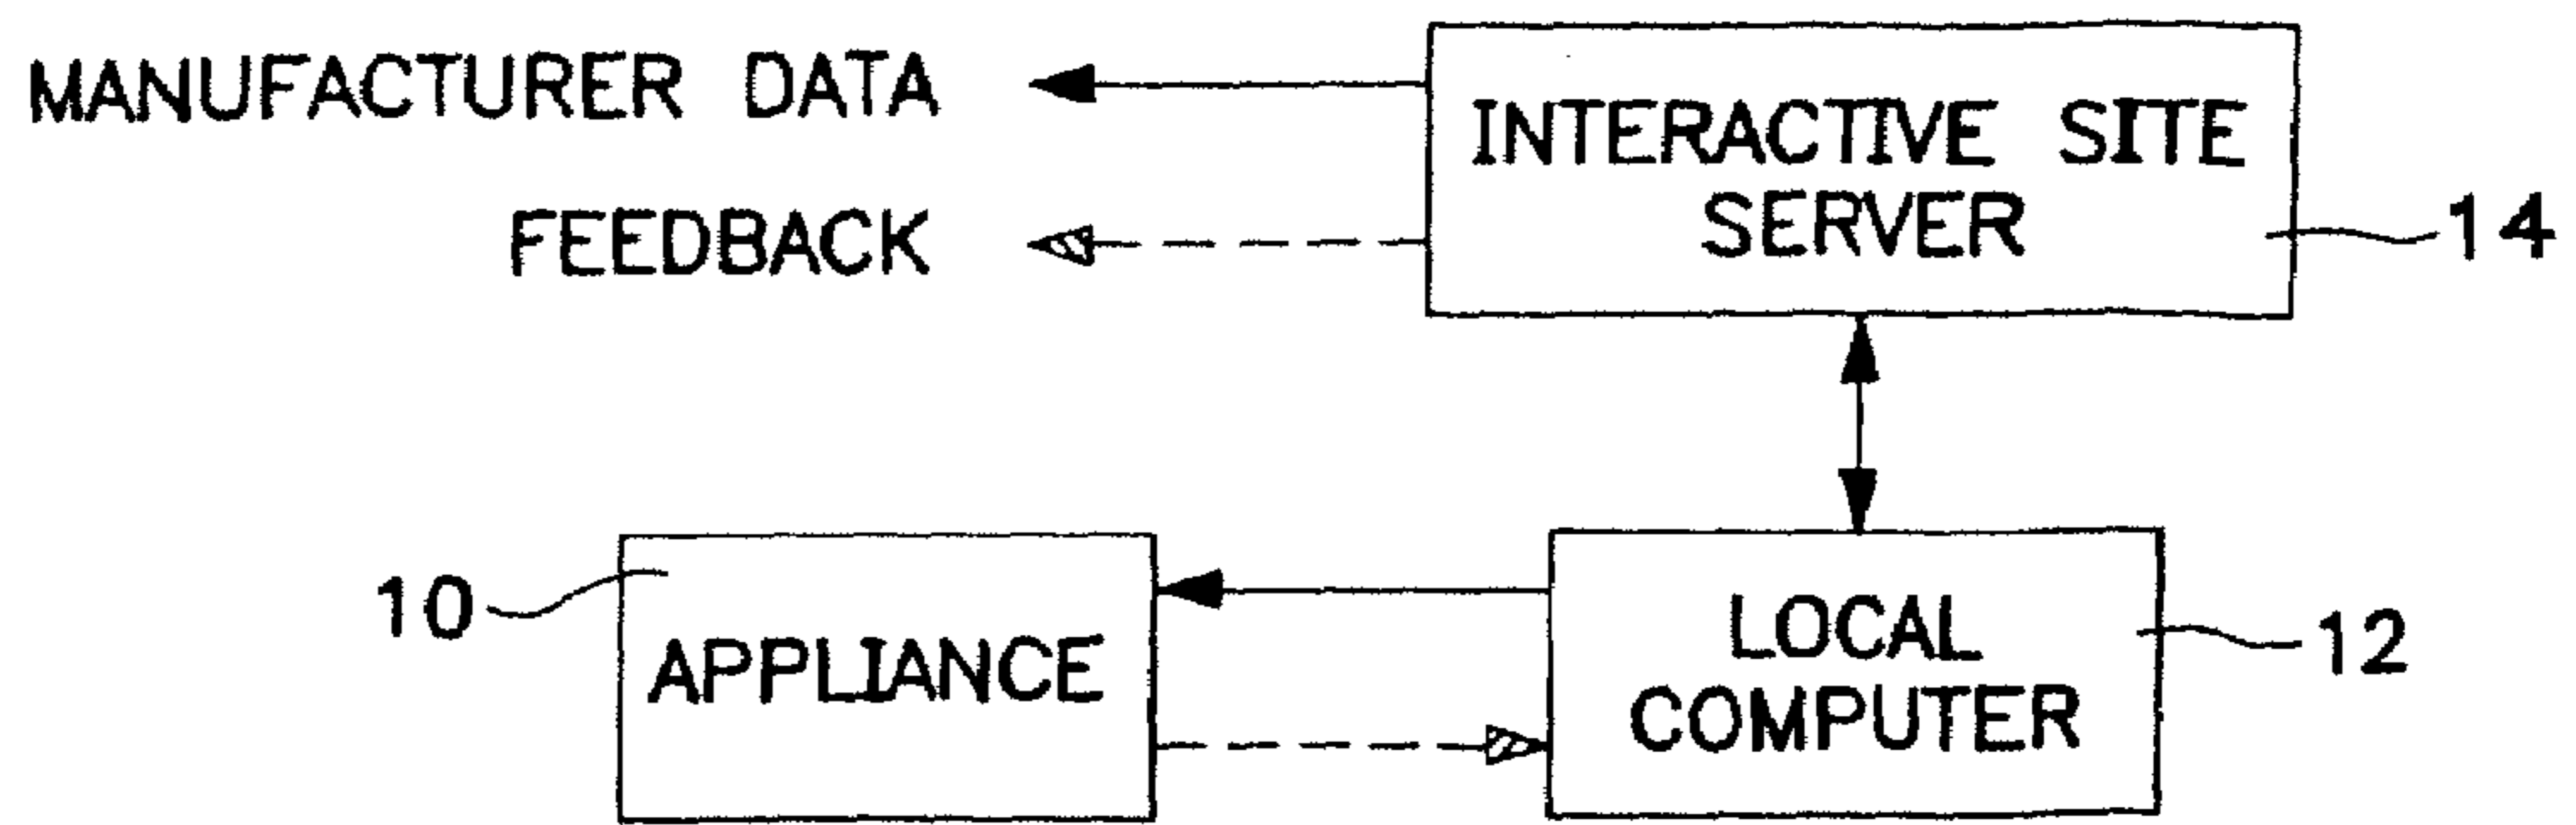 MANUFACTURER DATA
INTERACTIVE SITE
SERVER
FEEDBACK
14
10
APPLIANCE
LOCAL
COMPUTER
12